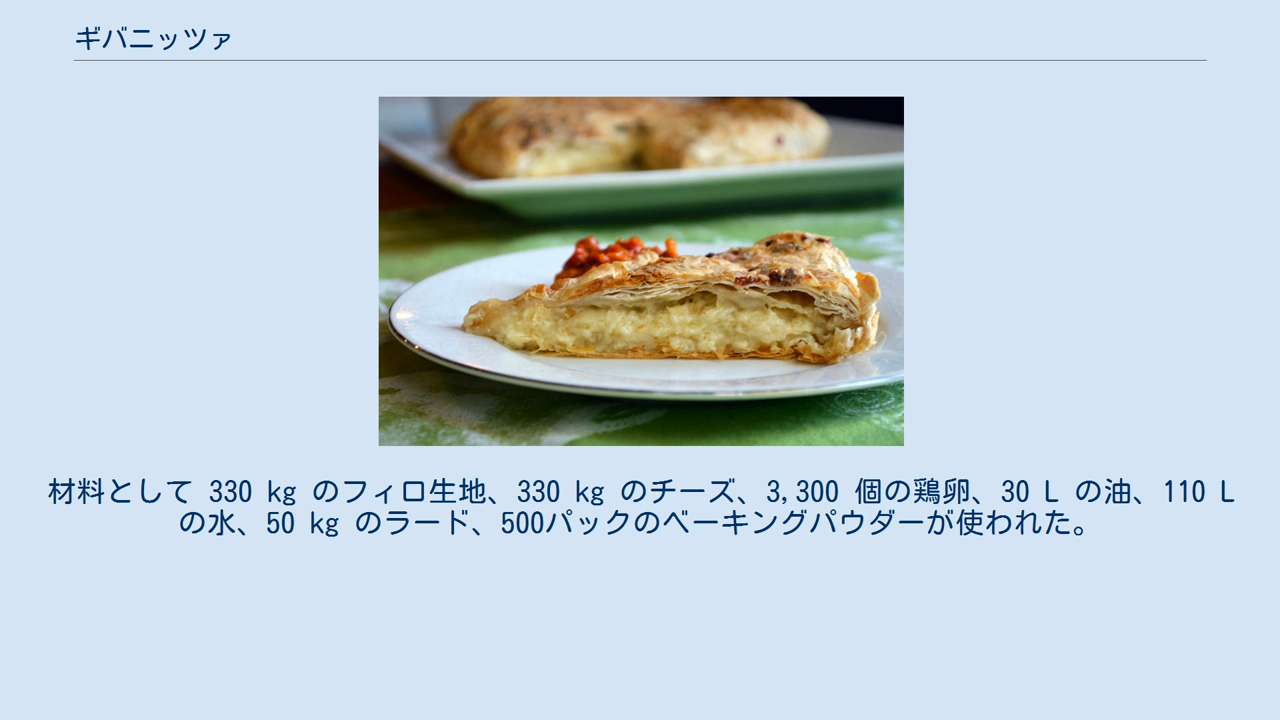 ギバニッツァ
材料として 330 kg のフィロ生地、330 kg のチーズ、3,300 個の鶏卵、30 L の油、110 L
の水、50 kg のラード、500パックのベーキングパウダーが使われた。